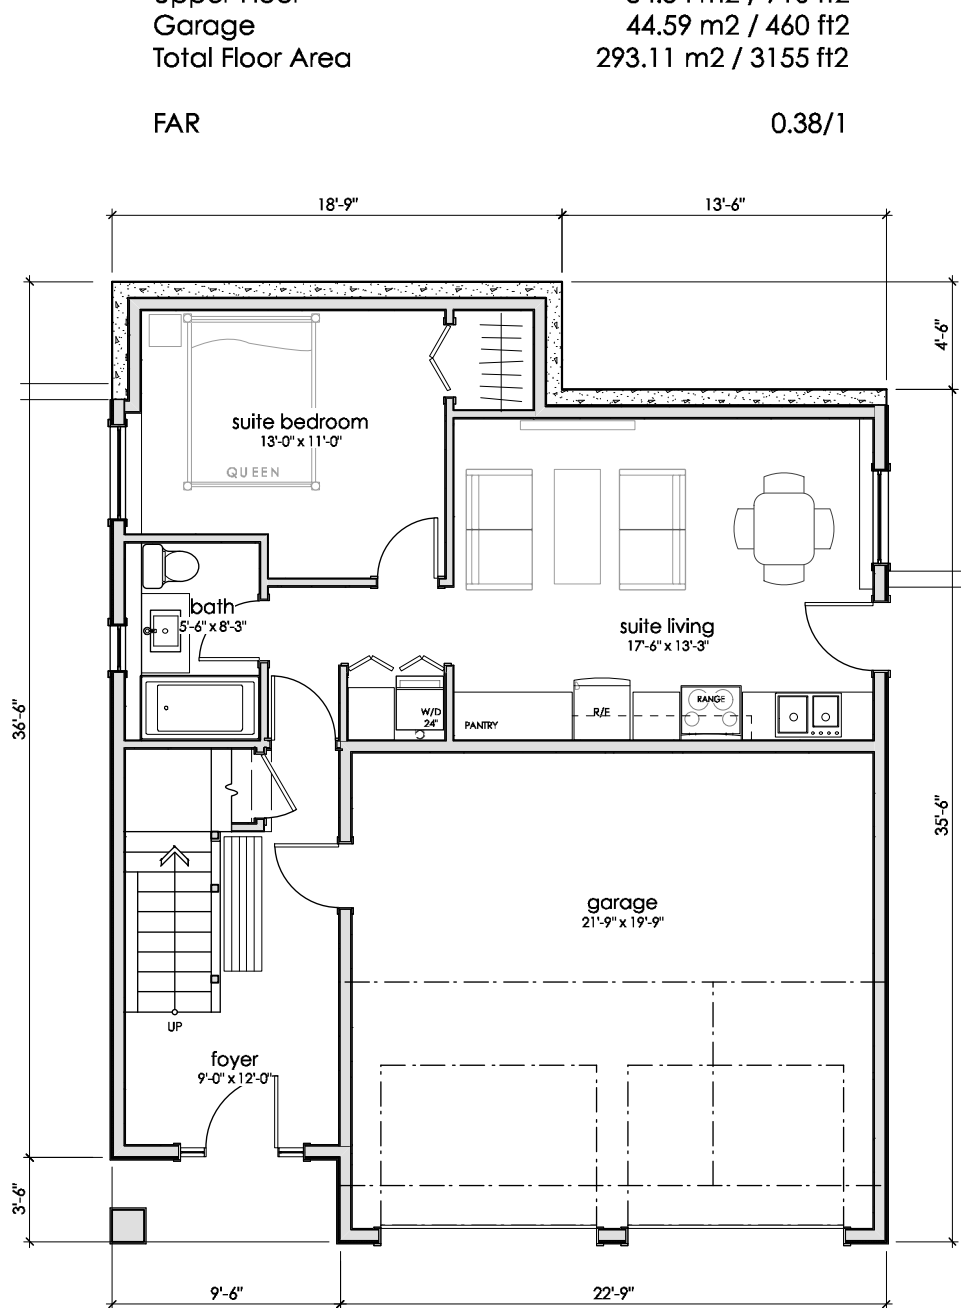 Garage 44.59 m2 / 460 ft2
Total Floor Area 293.11 m2 / 3155 ft2
FAR 0.38/1
18'-9" 13'-6"
4'-6"
suite bedroom
13'-0" x 11'-0"
QUEEN
bath
5'-6" x 8'-3"
suite living
17'-6" x 13'-3"
W/D
24"
PANTRY
R/F
RANGE
36'-6"
35'-6"
garage
21'-9" x 19'-9"
UP
foyer
9'-0" x 12'-0"
3'-6"
9'-6" 22'-9"